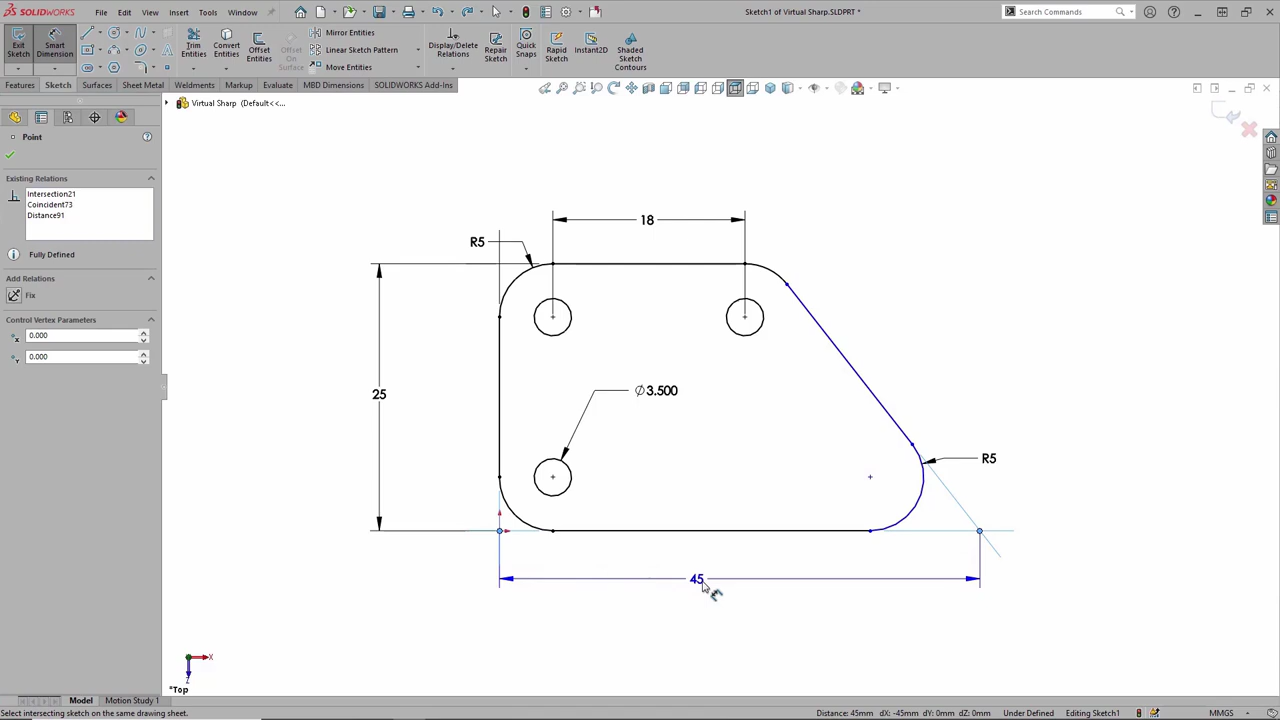 SOLIDWORKS File Edit View Insert Tools Window Sketch1 of Virtual Sharp.SLDPRT * Search Commands
Exit Sketch Smart Dimension Trim Entities Convert Entities Offset Entities Offset On Surface Mirror Entities Linear Sketch Pattern Move Entities Display/Delete Relations Repair Sketch Quick Snaps Rapid Sketch Instant2D Shaded Sketch Contours
Features Sketch Surfaces Sheet Metal Weldments Markup Evaluate MBD Dimensions SOLIDWORKS Add-Ins
Virtual Sharp (Default<<...
Point
Existing Relations
Intersection21
Coincident73
Distance91
Fully Defined
Add Relations
Fix
Control Vertex Parameters
0.000
0.000
18
R5
25
Ø3.500
R5
45
X
Z
*Top
Model Motion Study 1
Select intersecting sketch on the same drawing sheet. Distance: 45mm dX: -45mm dY: 0mm dZ: 0mm Under Defined Editing Sketch1 MMGS